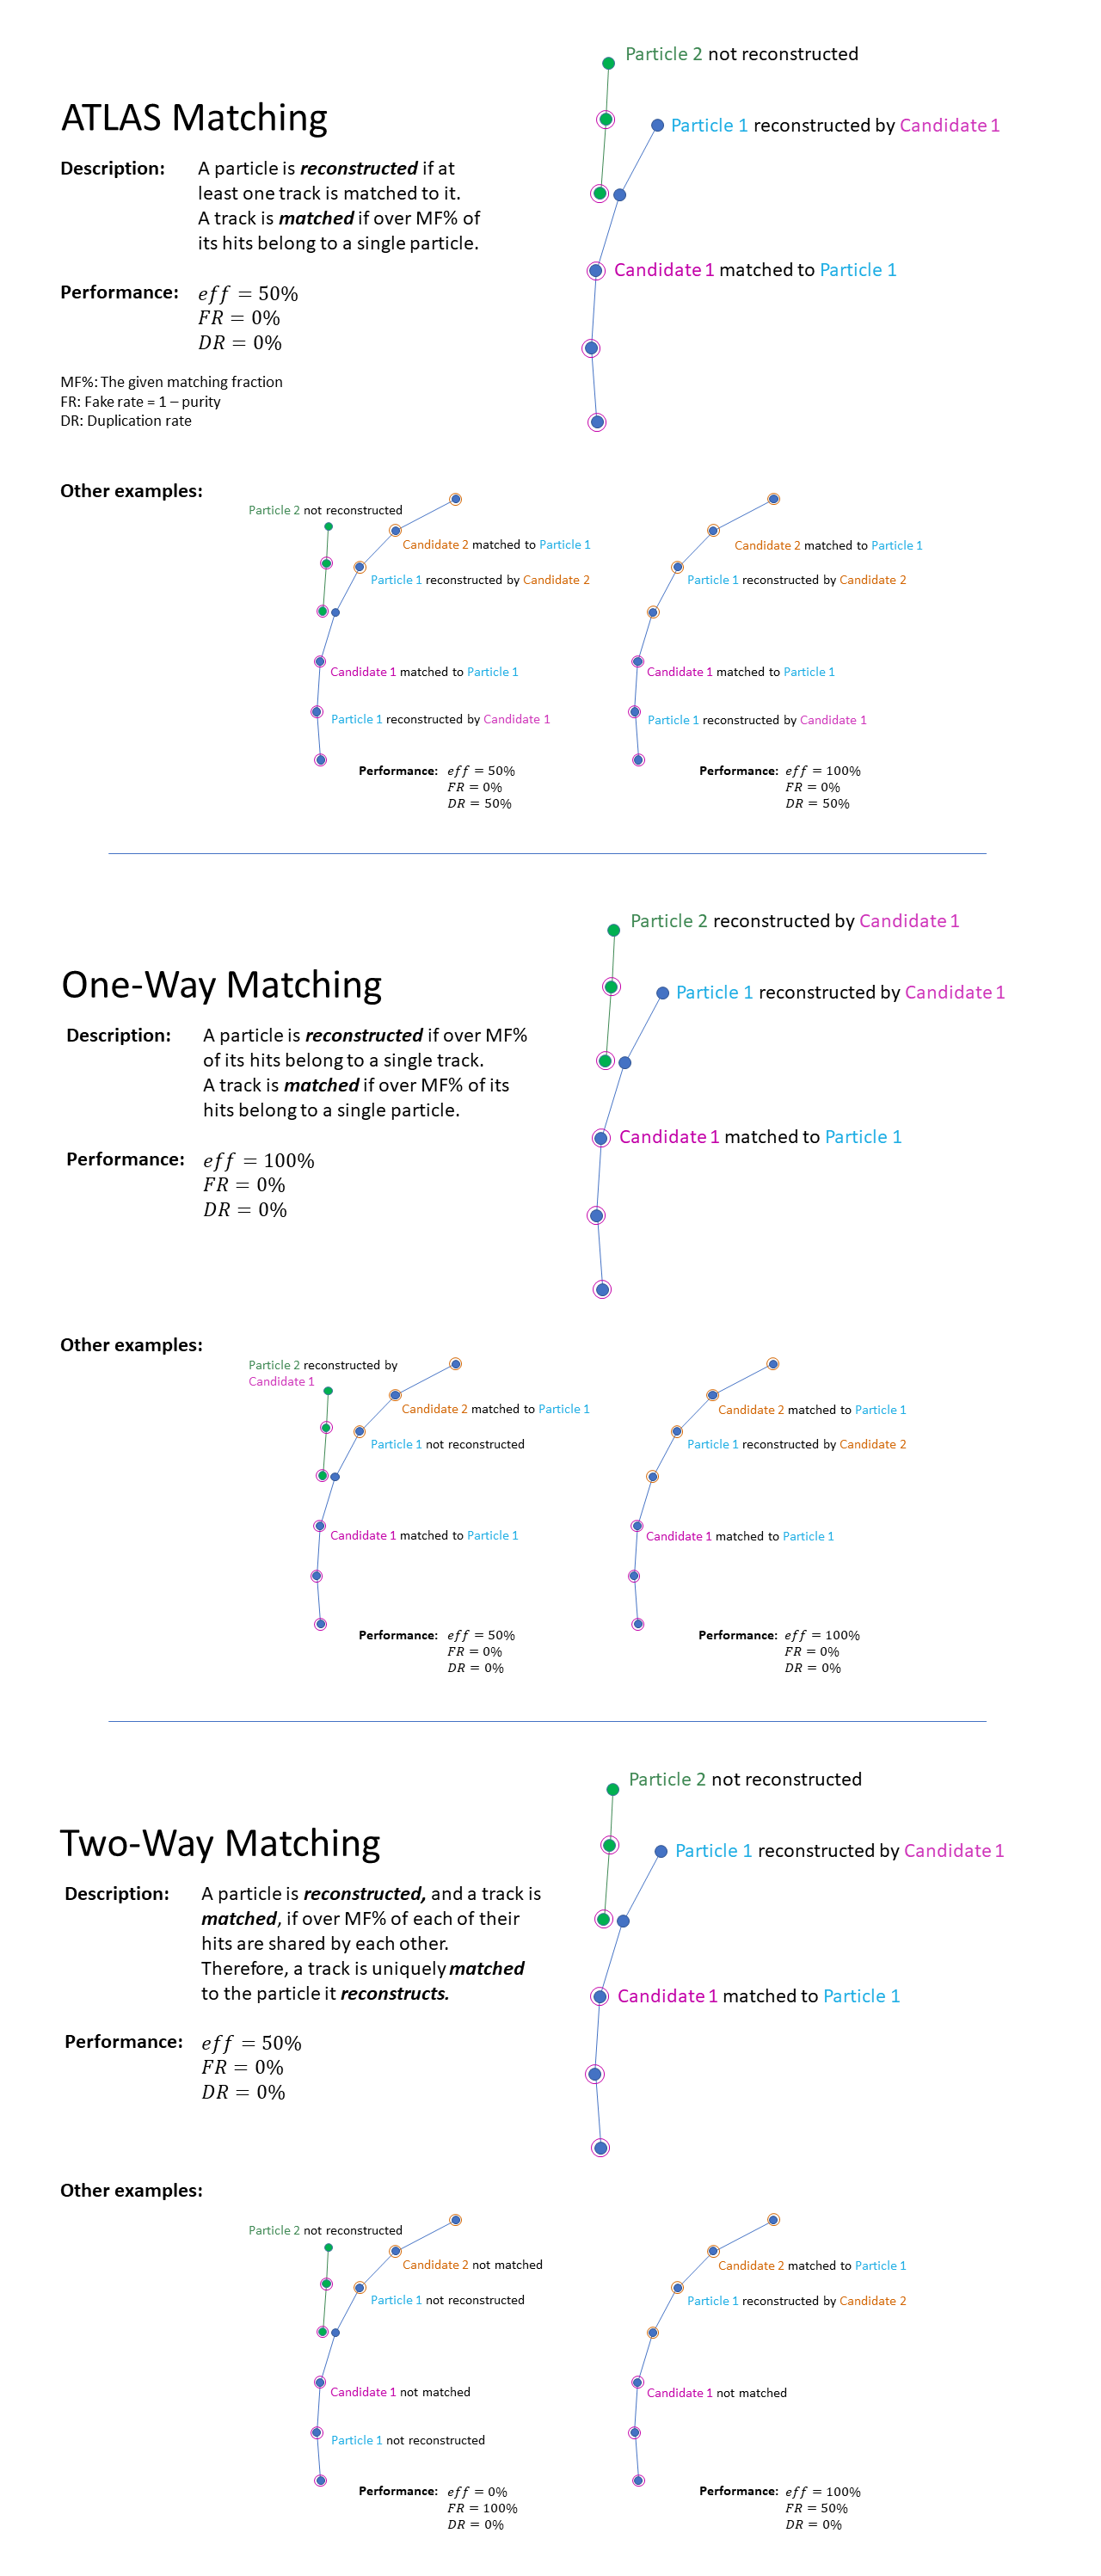 Particle 2 not reconstructed
ATLAS Matching
Particle 1 reconstructed by Candidate 1
Description: A particle is reconstructed if at
least one track is matched to it.
A track is matched if over MF% of
its hits belong to a single particle.
Candidate 1 matched to Particle 1
Performance: eff = 50%
FR = 0%
DR = 0%
MF%: The given matching fraction
FR: Fake rate = 1 – purity
DR: Duplication rate
Other examples:
Particle 2 not reconstructed
Candidate 2 matched to Particle 1
Particle 1 reconstructed by Candidate 2
Candidate 1 matched to Particle 1
Particle 1 reconstructed by Candidate 1
Performance: eff = 50%
FR = 0%
DR = 50%
Candidate 2 matched to Particle 1
Particle 1 reconstructed by Candidate 2
Candidate 1 matched to Particle 1
Particle 1 reconstructed by Candidate 1
Performance: eff = 100%
FR = 0%
DR = 50%
Particle 2 reconstructed by Candidate 1
One-Way Matching
Particle 1 reconstructed by Candidate 1
Description: A particle is reconstructed if over MF%
of its hits belong to a single track.
A track is matched if over MF% of its
hits belong to a single particle.
Candidate 1 matched to Particle 1
Performance: eff = 100%
FR = 0%
DR = 0%
Other examples:
Particle 2 reconstructed by
Candidate 1
Candidate 2 matched to Particle 1
Particle 1 not reconstructed
Candidate 1 matched to Particle 1
Performance: eff = 50%
FR = 0%
DR = 0%
Candidate 2 matched to Particle 1
Particle 1 reconstructed by Candidate 2
Candidate 1 matched to Particle 1
Performance: eff = 100%
FR = 0%
DR = 0%
Particle 2 not reconstructed
Two-Way Matching
Particle 1 reconstructed by Candidate 1
Description: A particle is reconstructed, and a track is
matched, if over MF% of each of their
hits are shared by each other.
Therefore, a track is uniquely matched
to the particle it reconstructs.
Candidate 1 matched to Particle 1
Performance: eff = 50%
FR = 0%
DR = 0%
Other examples:
Particle 2 not reconstructed
Candidate 2 not matched
Particle 1 not reconstructed
Candidate 1 not matched
Particle 1 not reconstructed
Performance: eff = 0%
FR = 100%
DR = 0%
Candidate 2 matched to Particle 1
Particle 1 reconstructed by Candidate 2
Candidate 1 not matched
Performance: eff = 100%
FR = 50%
DR = 0%